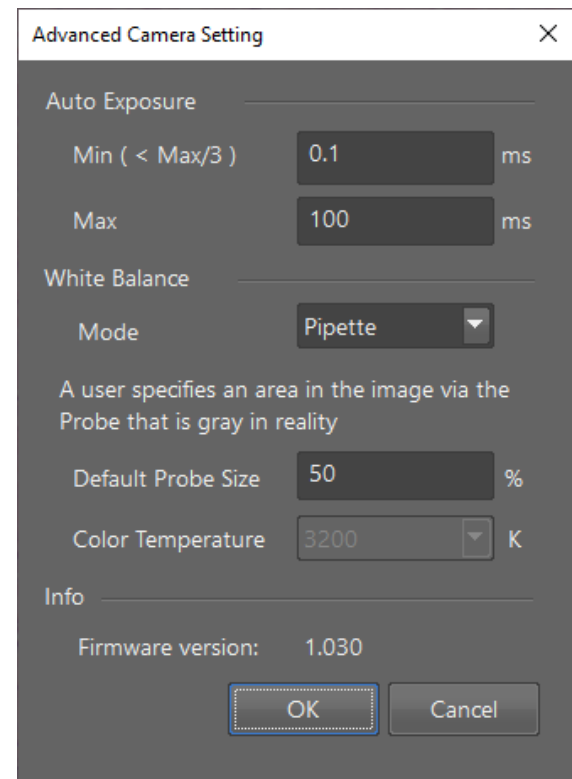 Advanced Camera Setting
Auto Exposure
Min ( < Max/3 ) 0.1 ms
Max 100 ms
White Balance
Mode Pipette
A user specifies an area in the image via the
Probe that is gray in reality
Default Probe Size 50 %
Color Temperature 3200 K
Info
Firmware version: 1.030
OK Cancel